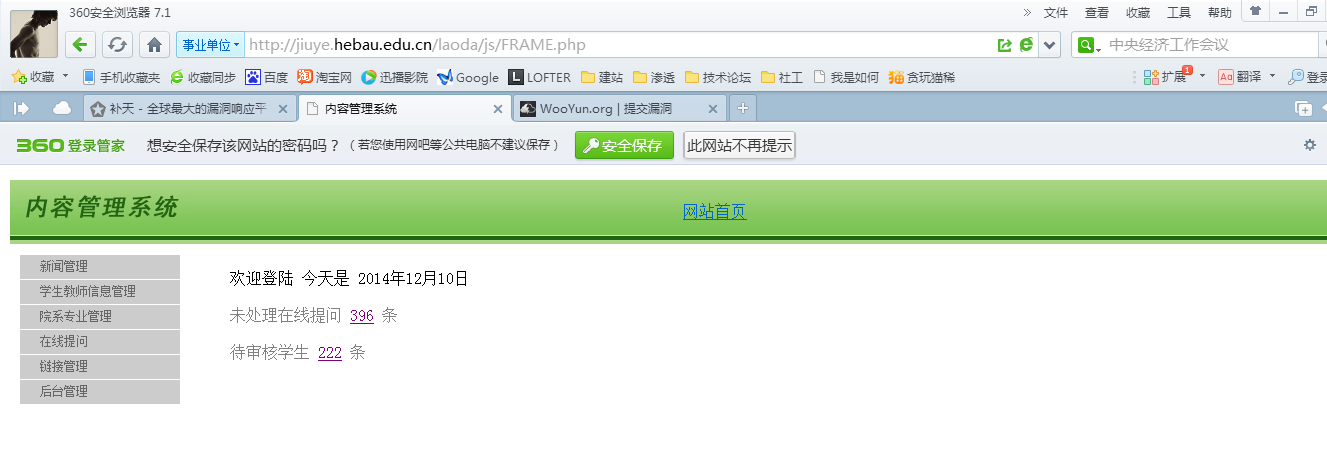 360安全浏览器 7.1
» 文件 查看 收藏 工具 帮助
事业单位 http://jiuye.hebau.edu.cn/laoda/js/FRAME.php 中央经济工作会议
收藏 手机收藏夹 收藏同步 百度 淘宝网 迅播影院 Google LOFTER 建站 渗透 技术论坛 社工 我是如何 贪玩猫稀 扩展 1 翻译 登录
补天 - 全球最大的漏洞响应平 内容管理系统 WooYun.org | 提交漏洞
360 登录管家 想安全保存该网站的密码吗？（若您使用网吧等公共电脑不建议保存） 安全保存 此网站不再提示
内容管理系统 网站首页
新闻管理
学生教师信息管理
院系专业管理
在线提问
链接管理
后台管理
欢迎登陆 今天是 2014年12月10日
未处理在线提问 396 条
待审核学生 222 条